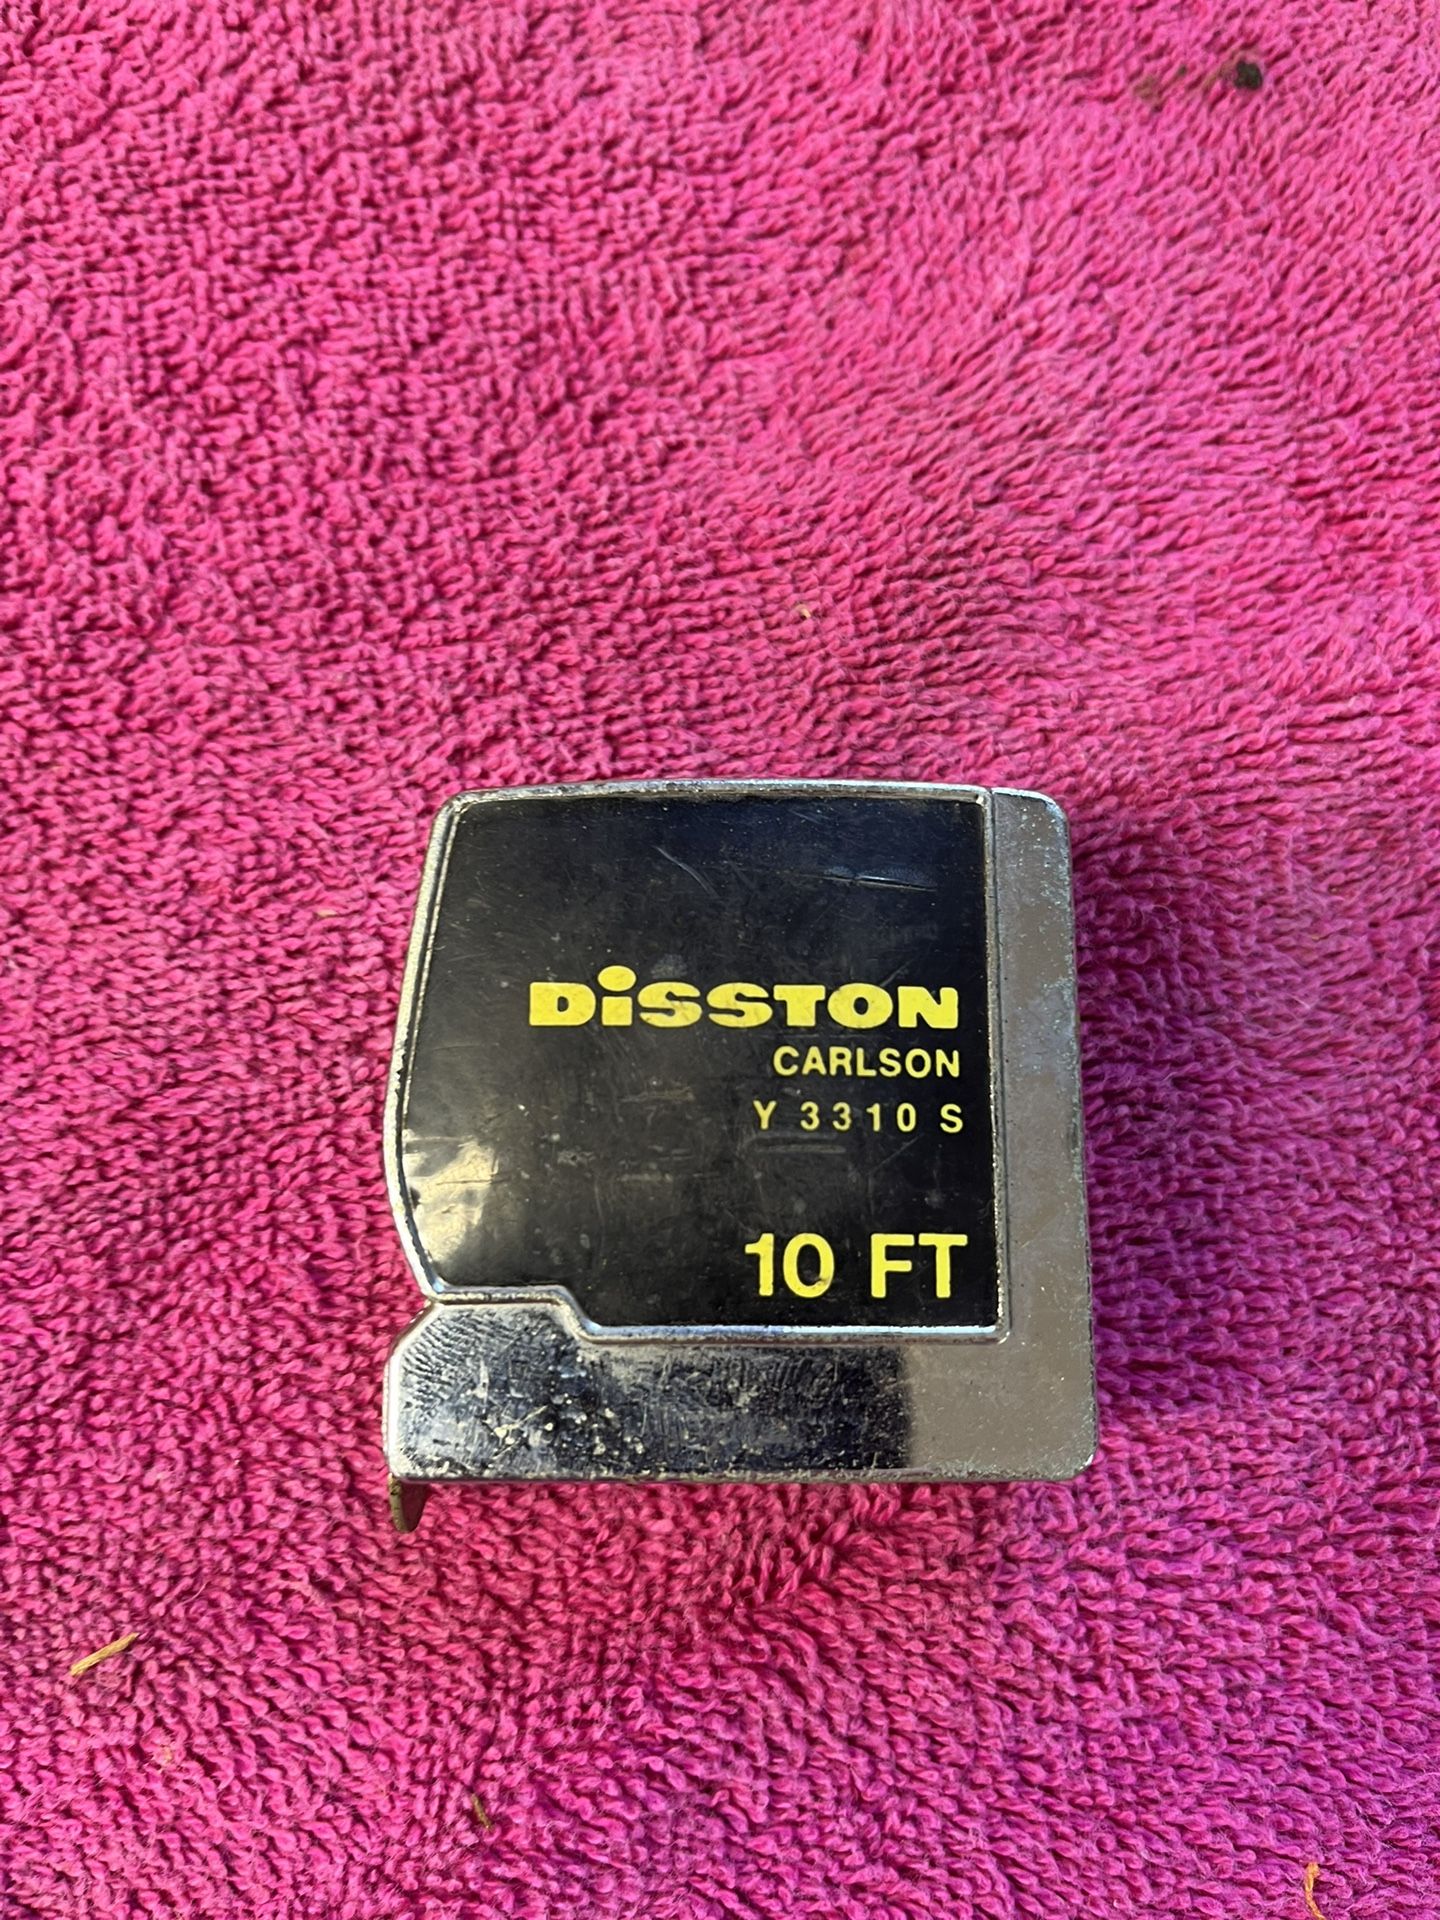 DiSSTON
CARLSON
Y 3310 S
10 FT